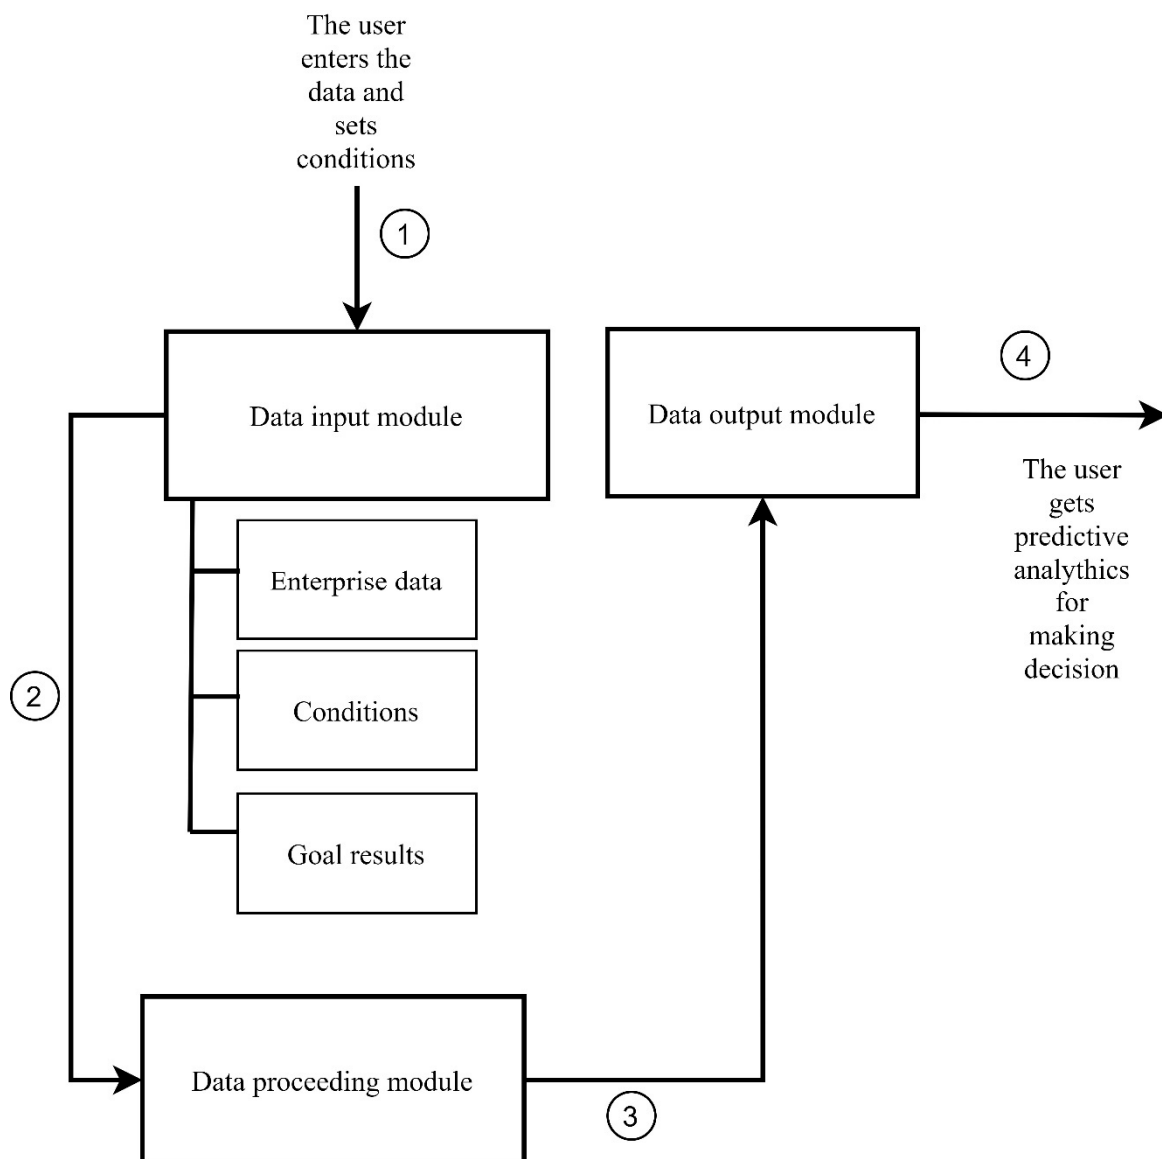 The user
enters the
data and
sets
conditions
1
Data input module
Data output module
4
The user
gets
predictive
analythics
for
making
decision
Enterprise data
2
Conditions
Goal results
Data proceeding module
3